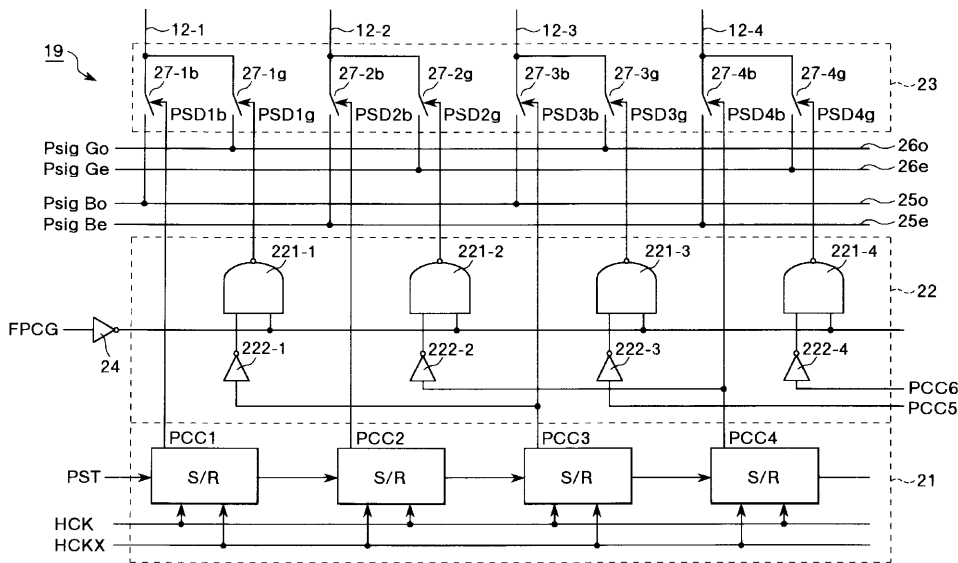 12-1 12-2 12-3 12-4
19
27-1b 27-1g 27-2b 27-2g 27-3b 27-3g 27-4b 27-4g
23
PSD1b PSD1g PSD2b PSD2g PSD3b PSD3g PSD4b PSD4g
Psig Go 26o
Psig Ge 26e
Psig Bo 25o
Psig Be 25e
221-1 221-2 221-3 221-4
22
FPCG
24
222-1 222-2 222-3 222-4
PCC6
PCC5
PCC1 PCC2 PCC3 PCC4
PST S/R S/R S/R S/R 21
HCK
HCKX